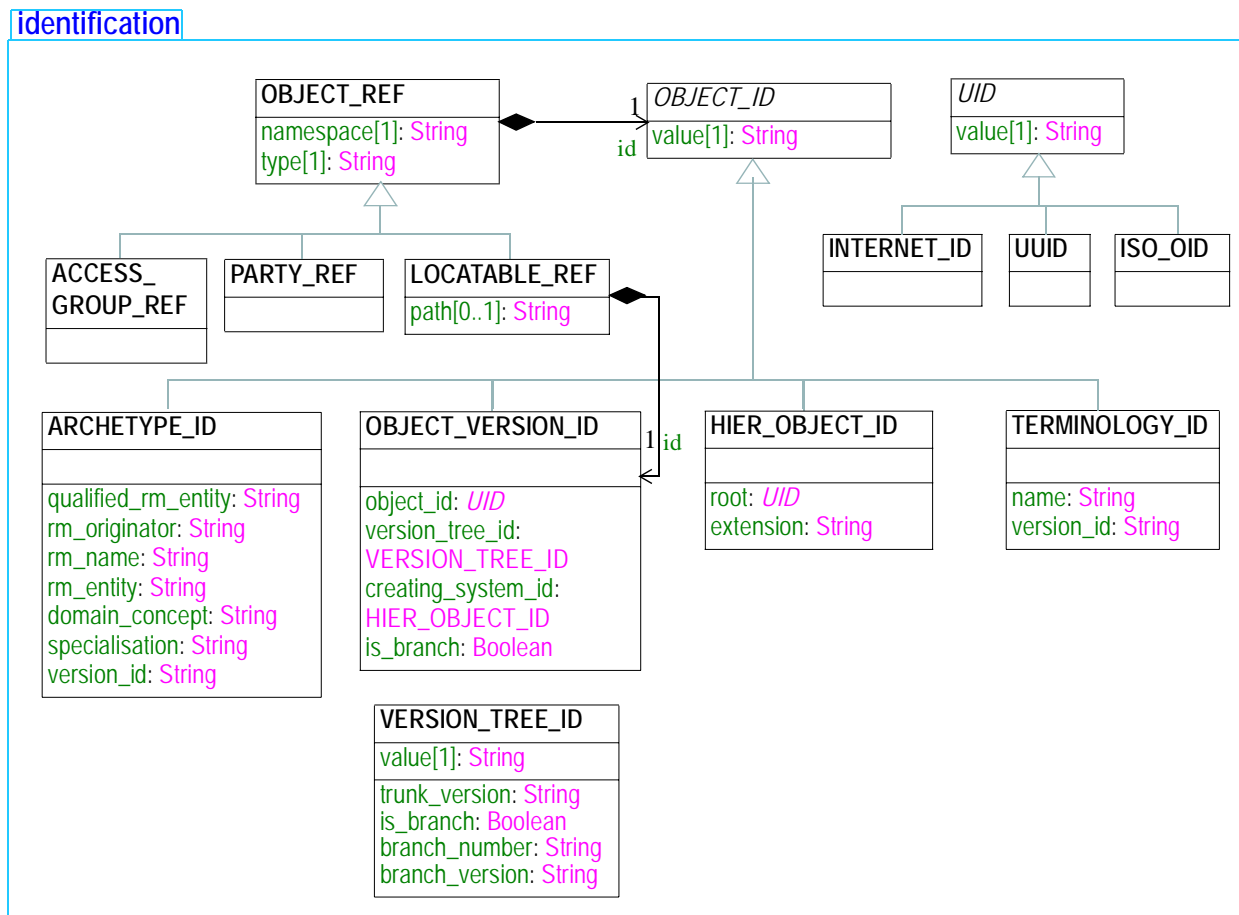 identification
OBJECT_REF
namespace[1]: String
type[1]: String
1
id
OBJECT_ID
value[1]: String
UID
value[1]: String
ACCESS_
GROUP_REF
PARTY_REF
LOCATABLE_REF
path[0..1]: String
INTERNET_ID
UUID
ISO_OID
ARCHETYPE_ID
qualified_rm_entity: String
rm_originator: String
rm_name: String
rm_entity: String
domain_concept: String
specialisation: String
version_id: String
OBJECT_VERSION_ID
object_id: UID
version_tree_id:
VERSION_TREE_ID
creating_system_id:
HIER_OBJECT_ID
is_branch: Boolean
1 id
HIER_OBJECT_ID
root: UID
extension: String
TERMINOLOGY_ID
name: String
version_id: String
VERSION_TREE_ID
value[1]: String
trunk_version: String
is_branch: Boolean
branch_number: String
branch_version: String